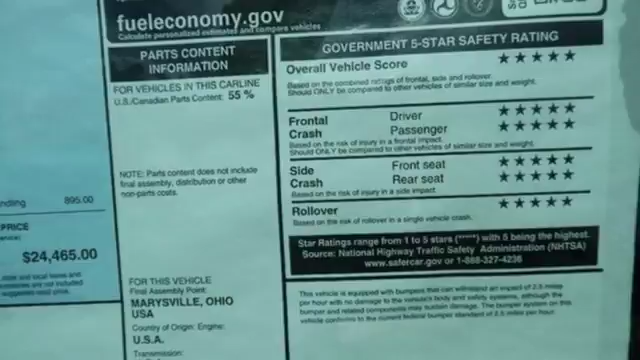 fueleconomy.gov
Calculate personalized estimates and compare vehicles
PARTS CONTENT
INFORMATION
FOR VEHICLES IN THIS CARLINE
U.S./Canadian Parts Content: 55 %
NOTE: Parts content does not include
final assembly, distribution or other
non-parts costs.
FOR THIS VEHICLE
Final Assembly Point:
MARYSVILLE, OHIO
USA
Country of Origin: Engine:
U.S.A.
Transmission:
GOVERNMENT 5-STAR SAFETY RATING
Overall Vehicle Score ★★★★★
Based on the combined ratings of frontal, side and rollover.
Should ONLY be compared to other vehicles of similar size and weight.
Frontal Driver ★★★★★
Crash Passenger ★★★★★
Based on the risk of injury in a frontal impact.
Should ONLY be compared to other vehicles of similar size and weight.
Side Front seat ★★★★★
Crash Rear seat ★★★★★
Based on the risk of injury in a side impact.
Rollover ★★★★★
Based on the risk of rollover in a single vehicle crash.
Star Ratings range from 1 to 5 stars (*****) with 5 being the highest.
Source: National Highway Traffic Safety Administration (NHTSA)
www.safercar.gov or 1-888-327-4236
This vehicle is equipped with bumpers that can withstand an impact of 2.5 miles
per hour with no damage to the vehicle's body and safety systems, although the
bumper and related components may sustain damage. The bumper system on this
vehicle conforms to the current federal bumper standard of 2.5 miles per hour.
ndling 895.00
PRICE
$24,465.00